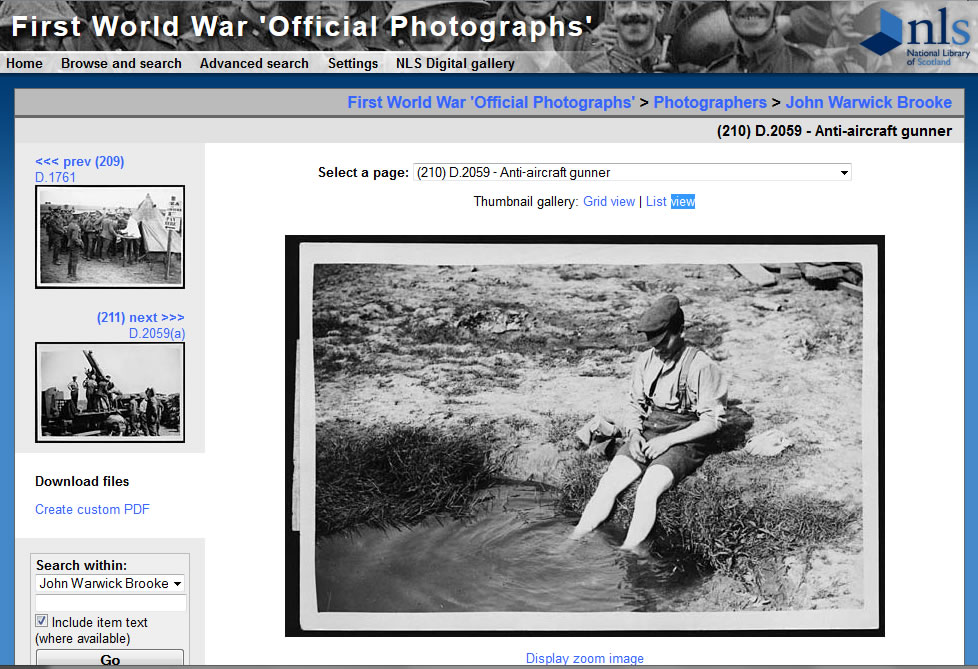 First World War 'Official Photographs'
nls
National Library
of Scotland
Home Browse and search Advanced search Settings NLS Digital gallery
First World War 'Official Photographs' > Photographers > John Warwick Brooke
(210) D.2059 - Anti-aircraft gunner
<<< prev (209)
D.1761
(211) next >>>
D.2059(a)
Download files
Create custom PDF
Search within:
John Warwick Brooke
Include item text
(where available)
Go
Select a page: (210) D.2059 - Anti-aircraft gunner
Thumbnail gallery: Grid view | List view
Display zoom image